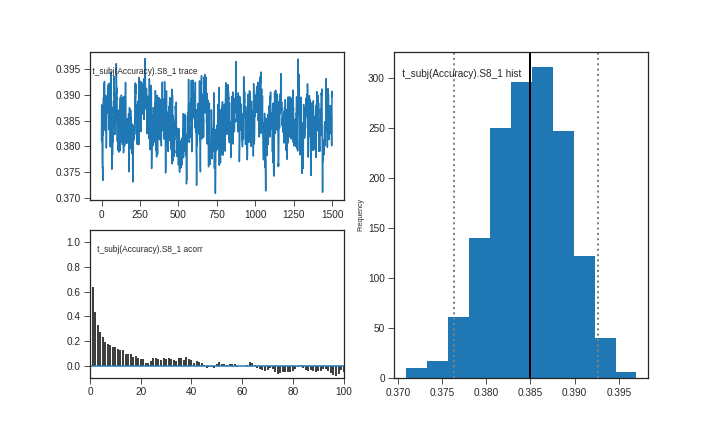 t_subj(Accuracy).S8_1 trace
0.395
0.390
0.385
0.380
0.375
0.370
0 250 500 750 1000 1250 1500
t_subj(Accuracy).S8_1 acorr
1.0
0.8
0.6
0.4
0.2
0.0
0 20 40 60 80 100
t_subj(Accuracy).S8_1 hist
Frequency
300
250
200
150
100
50
0
0.370 0.375 0.380 0.385 0.390 0.395